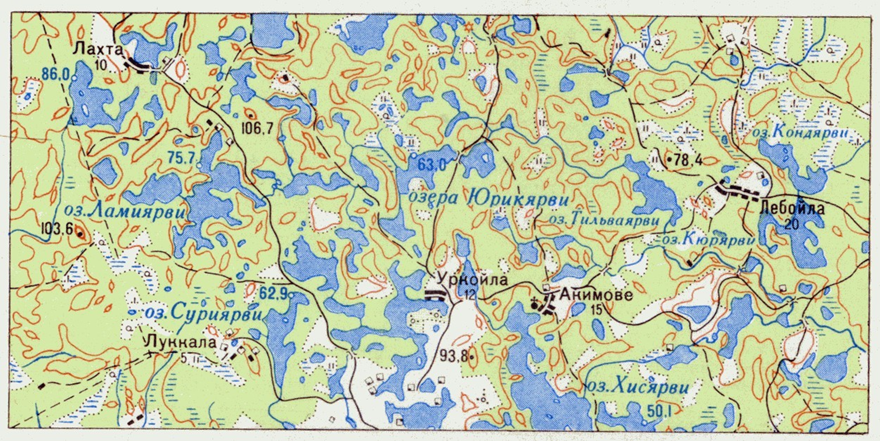 Лахта
10
86,0
106,7
оз.Кондярви
75,7
63,0
78,4
оз.Ламиярви
озера Юрикярви
Лебойла
20
оз.Тильваярви
103,6
оз.Кюрярви
Уркойла
12
62,9
Анимове
15
оз.Суриярви
Луккала
5
93,8
оз.Хисярви
50.1